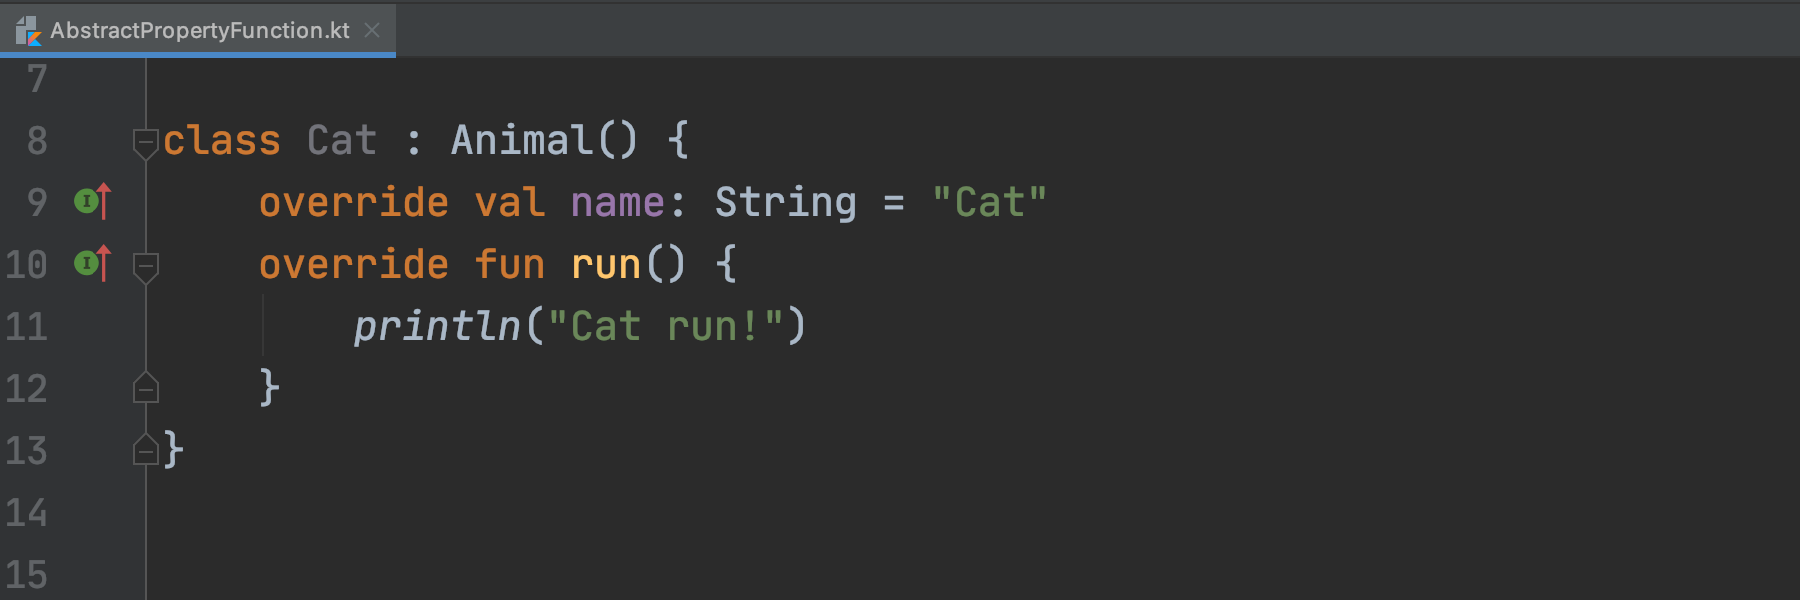 AbstractPropertyFunction.kt
7
8 class Cat : Animal() {
9     override val name: String = "Cat"
10     override fun run() {
11         println("Cat run!")
12     }
13 }
14
15